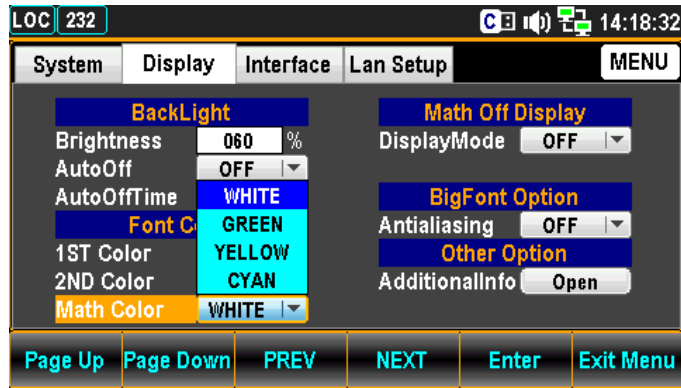 LOC 232 C 14:18:32
System Display Interface Lan Setup MENU
BackLight
Brightness 060 %
AutoOff OFF
AutoOffTime
Font C
1ST Color
2ND Color
Math Color WHITE
WHITE
GREEN
YELLOW
CYAN
Math Off Display
DisplayMode OFF
BigFont Option
Antialiasing OFF
Other Option
AdditionalInfo Open
Page Up Page Down PREV NEXT Enter Exit Menu